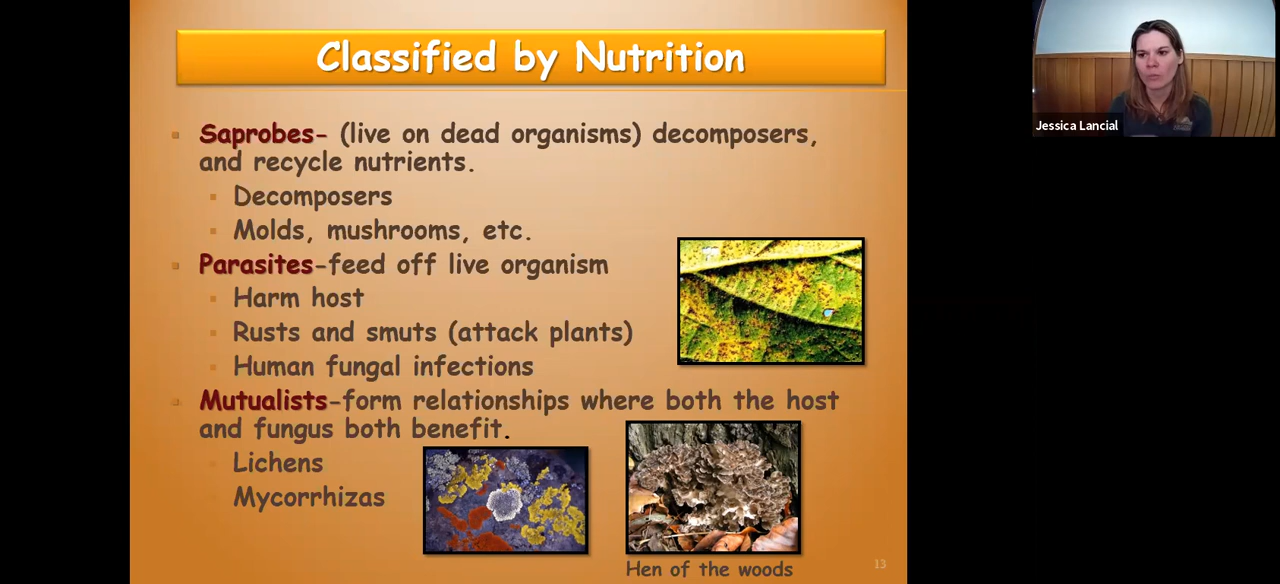 Classified by Nutrition
Saprobes- (live on dead organisms) decomposers,
and recycle nutrients.
Decomposers
Molds, mushrooms, etc.
Parasites-feed off live organism
Harm host
Rusts and smuts (attack plants)
Human fungal infections
Mutualists-form relationships where both the host
and fungus both benefit.
Lichens
Mycorrhizas
Hen of the woods
13
Jessica Lancial